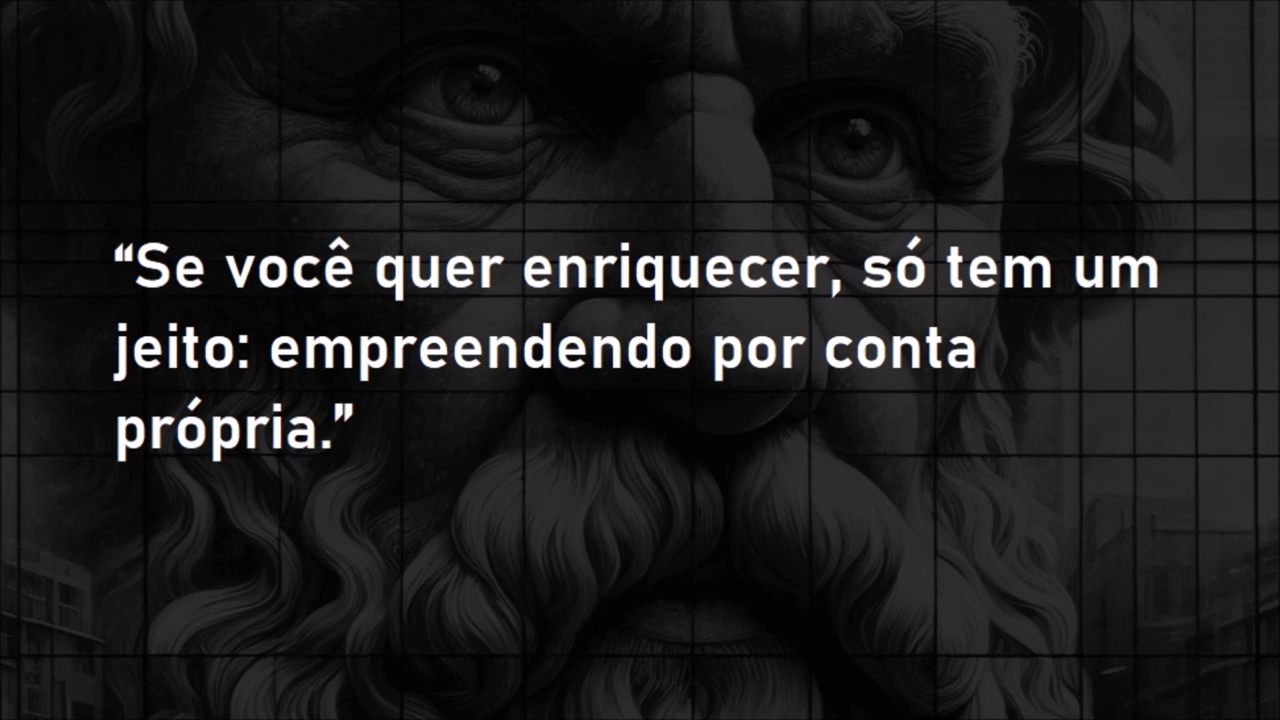 “Se você quer enriquecer, só tem um
jeito: empreendendo por conta
própria.”